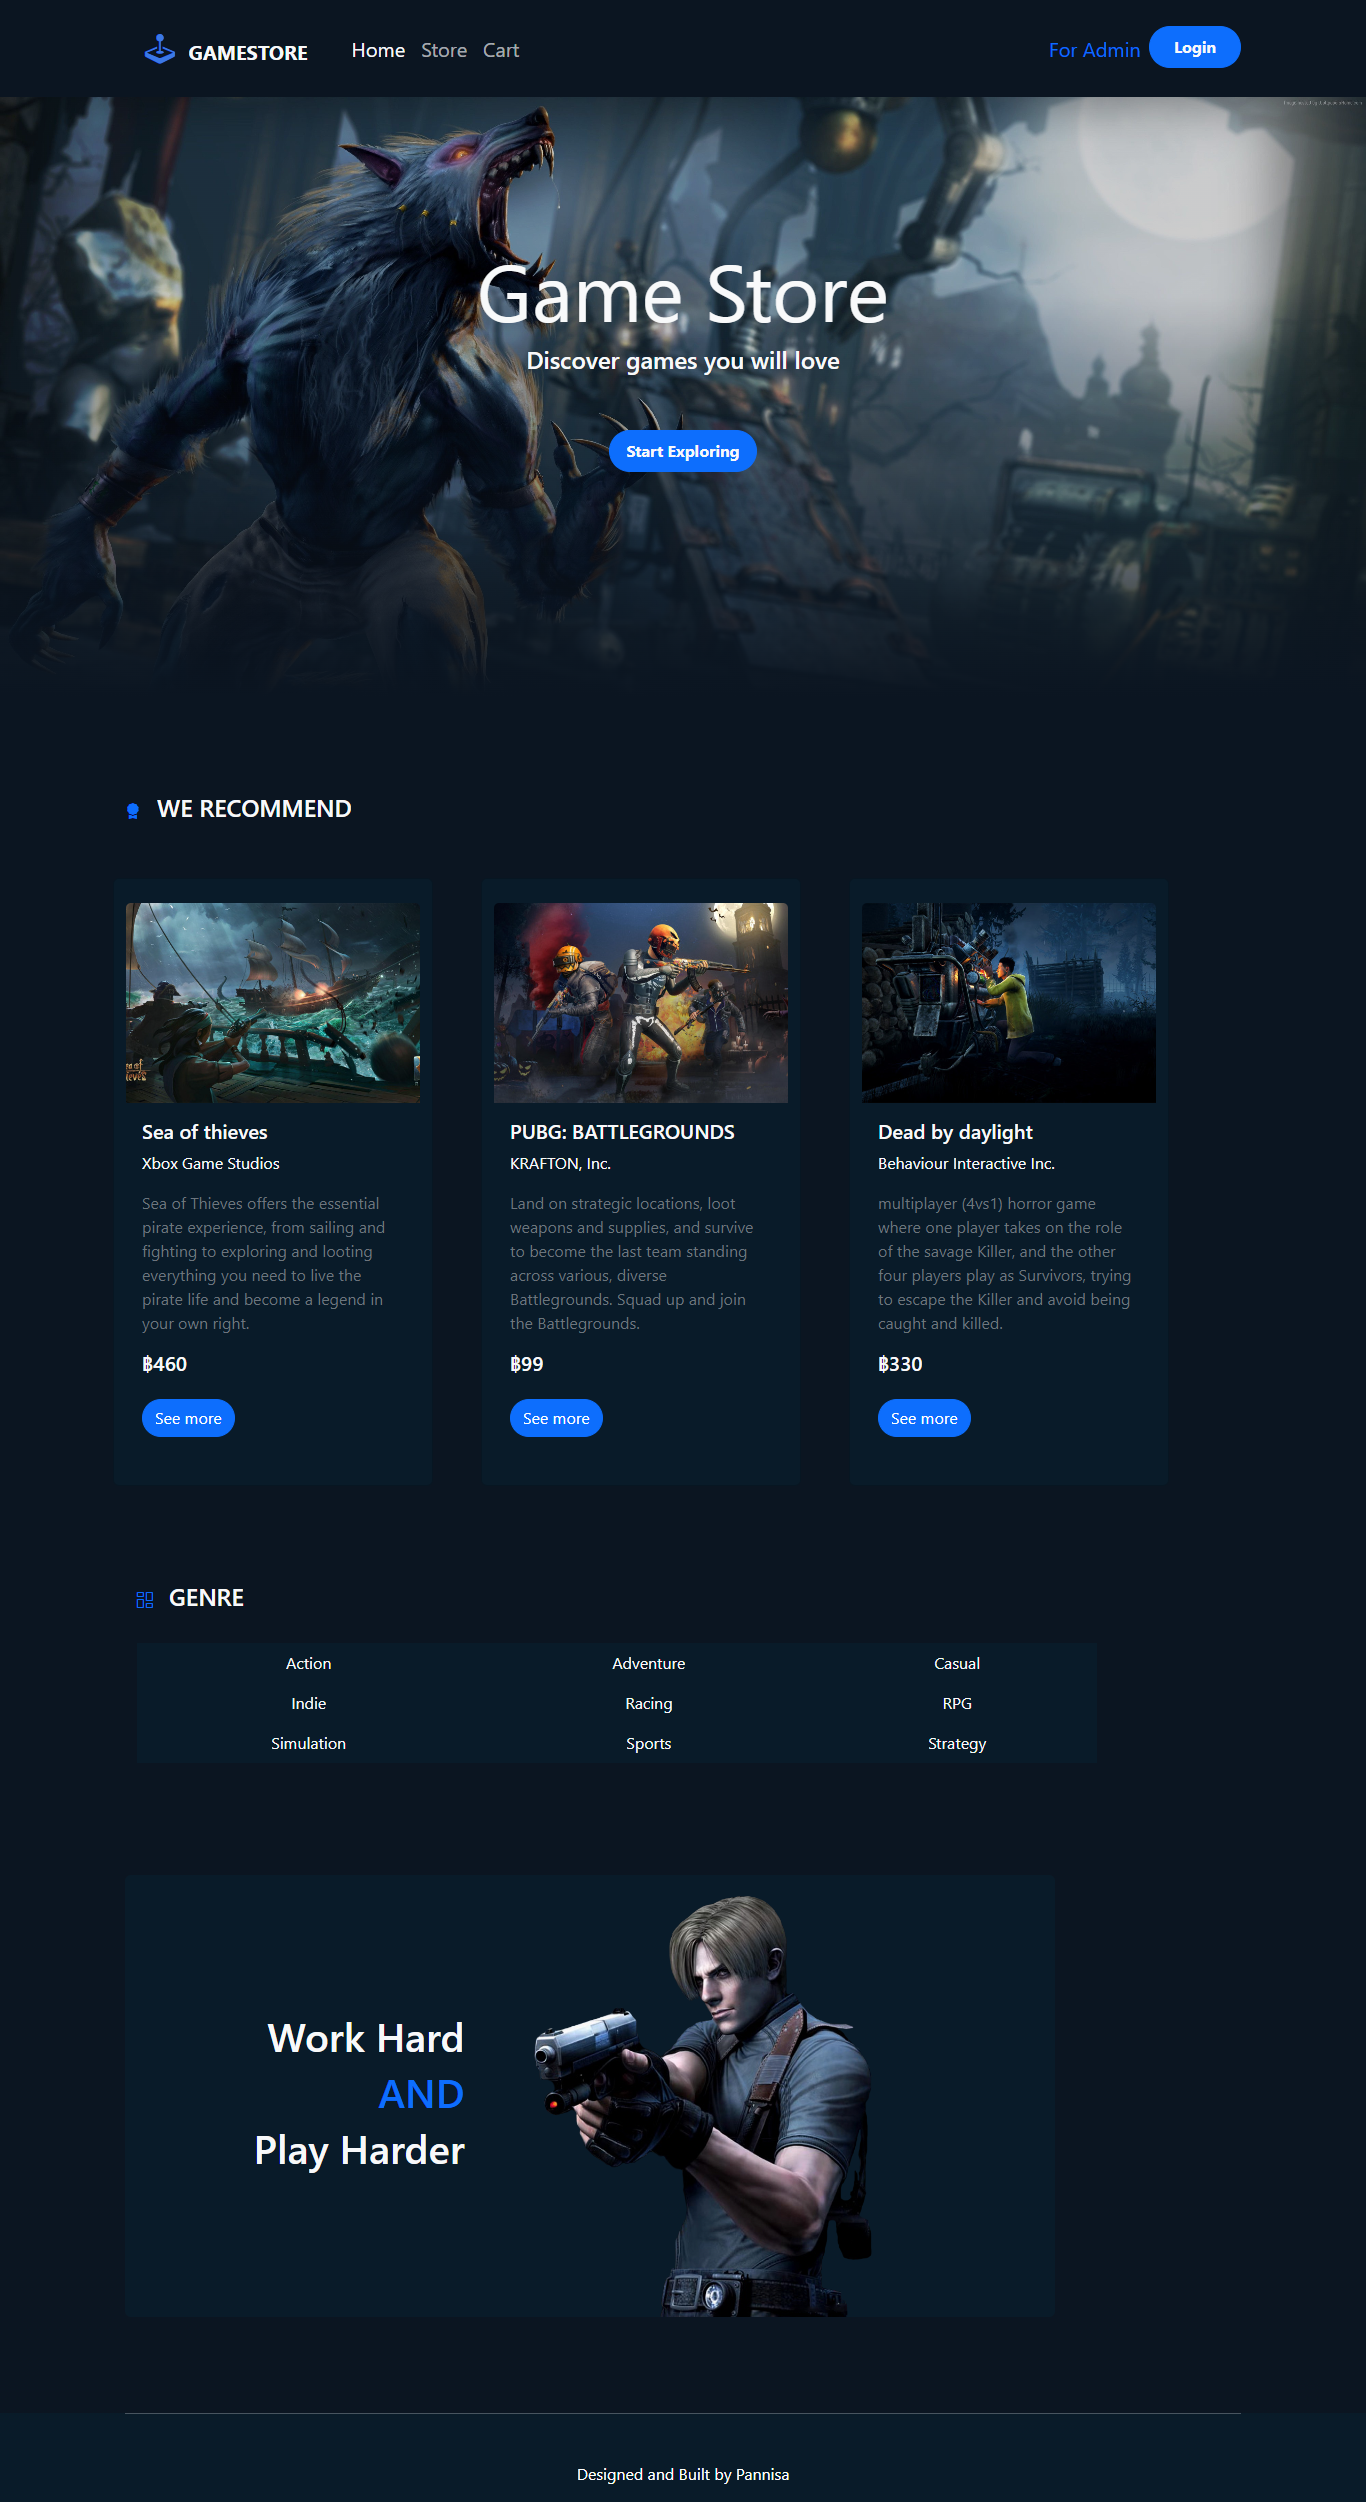 GAMESTORE
Home Store Cart
For Admin
Login
Game Store
Discover games you will love
Start Exploring
WE RECOMMEND
Sea of thieves
Xbox Game Studios
Sea of Thieves offers the essential
pirate experience, from sailing and
fighting to exploring and looting
everything you need to live the
pirate life and become a legend in
your own right.
฿460
See more
PUBG: BATTLEGROUNDS
KRAFTON, Inc.
Land on strategic locations, loot
weapons and supplies, and survive
to become the last team standing
across various, diverse
Battlegrounds. Squad up and join
the Battlegrounds.
฿99
See more
Dead by daylight
Behaviour Interactive Inc.
multiplayer (4vs1) horror game
where one player takes on the role
of the savage Killer, and the other
four players play as Survivors, trying
to escape the Killer and avoid being
caught and killed.
฿330
See more
GENRE
Action Adventure Casual
Indie Racing RPG
Simulation Sports Strategy
Work Hard
AND
Play Harder
Designed and Built by Pannisa